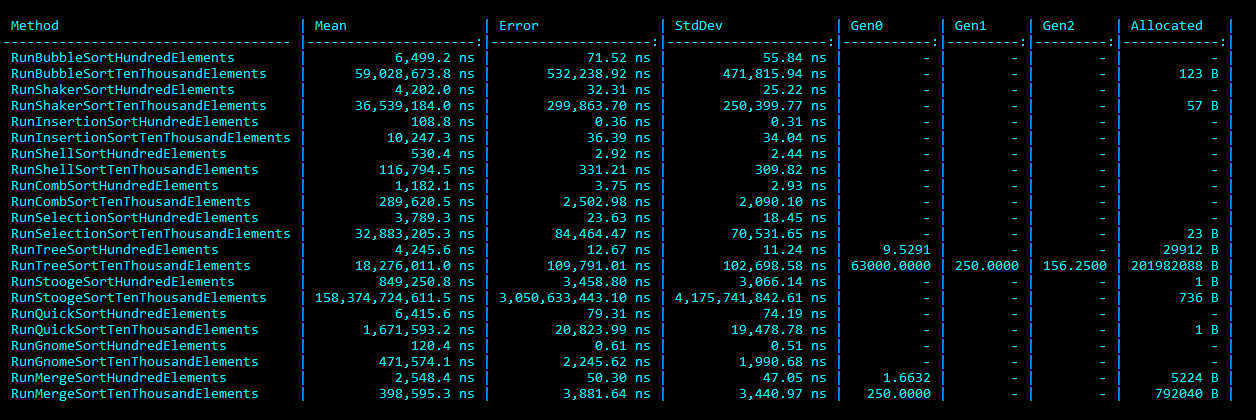 Method | Mean | Error | StdDev | Gen0 | Gen1 | Gen2 | Allocated |
---------------------------------- |--------------------:|--------------------:|-------------------:|-----------:|---------:|---------:|------------:|
RunBubbleSortHundredElements | 6,499.2 ns | 71.52 ns | 55.84 ns | - | - | - | - |
RunBubbleSortTenThousandElements | 59,028,673.8 ns | 532,238.92 ns | 471,815.94 ns | - | - | - | 123 B |
RunShakerSortHundredElements | 4,202.0 ns | 32.31 ns | 25.22 ns | - | - | - | - |
RunShakerSortTenThousandElements | 36,539,184.0 ns | 299,863.70 ns | 250,399.77 ns | - | - | - | 57 B |
RunInsertionSortHundredElements | 108.8 ns | 0.36 ns | 0.31 ns | - | - | - | - |
RunInsertionSortTenThousandElements | 10,247.3 ns | 36.39 ns | 34.04 ns | - | - | - | - |
RunShellSortHundredElements | 530.4 ns | 2.92 ns | 2.44 ns | - | - | - | - |
RunShellSortTenThousandElements | 116,794.5 ns | 331.21 ns | 309.82 ns | - | - | - | - |
RunCombSortHundredElements | 1,182.1 ns | 3.75 ns | 2.93 ns | - | - | - | - |
RunCombSortTenThousandElements | 289,620.5 ns | 2,502.98 ns | 2,090.10 ns | - | - | - | - |
RunSelectionSortHundredElements | 3,789.3 ns | 23.63 ns | 18.45 ns | - | - | - | - |
RunSelectionSortTenThousandElements | 32,883,205.3 ns | 84,464.47 ns | 70,531.65 ns | - | - | - | 23 B |
RunTreeSortHundredElements | 4,245.6 ns | 12.67 ns | 11.24 ns | 9.5291 | - | - | 29912 B |
RunTreeSortTenThousandElements | 18,276,011.0 ns | 109,791.01 ns | 102,698.58 ns | 63000.0000 | 250.0000 | 156.2500 | 201982088 B |
RunStoogeSortHundredElements | 849,250.8 ns | 3,458.80 ns | 3,066.14 ns | - | - | - | 1 B |
RunStoogeSortTenThousandElements | 158,374,724,611.5 ns | 3,050,633,443.10 ns | 4,175,741,842.61 ns | - | - | - | 736 B |
RunQuickSortHundredElements | 6,415.6 ns | 79.31 ns | 74.19 ns | - | - | - | - |
RunQuickSortTenThousandElements | 1,671,593.2 ns | 20,823.99 ns | 19,478.78 ns | - | - | - | 1 B |
RunGnomeSortHundredElements | 120.4 ns | 0.61 ns | 0.51 ns | - | - | - | - |
RunGnomeSortTenThousandElements | 471,574.1 ns | 2,245.62 ns | 1,990.68 ns | - | - | - | - |
RunMergeSortHundredElements | 2,548.4 ns | 50.30 ns | 47.05 ns | 1.6632 | - | - | 5224 B |
RunMergeSortTenThousandElements | 398,595.3 ns | 3,881.64 ns | 3,440.97 ns | 250.0000 | - | - | 792040 B |